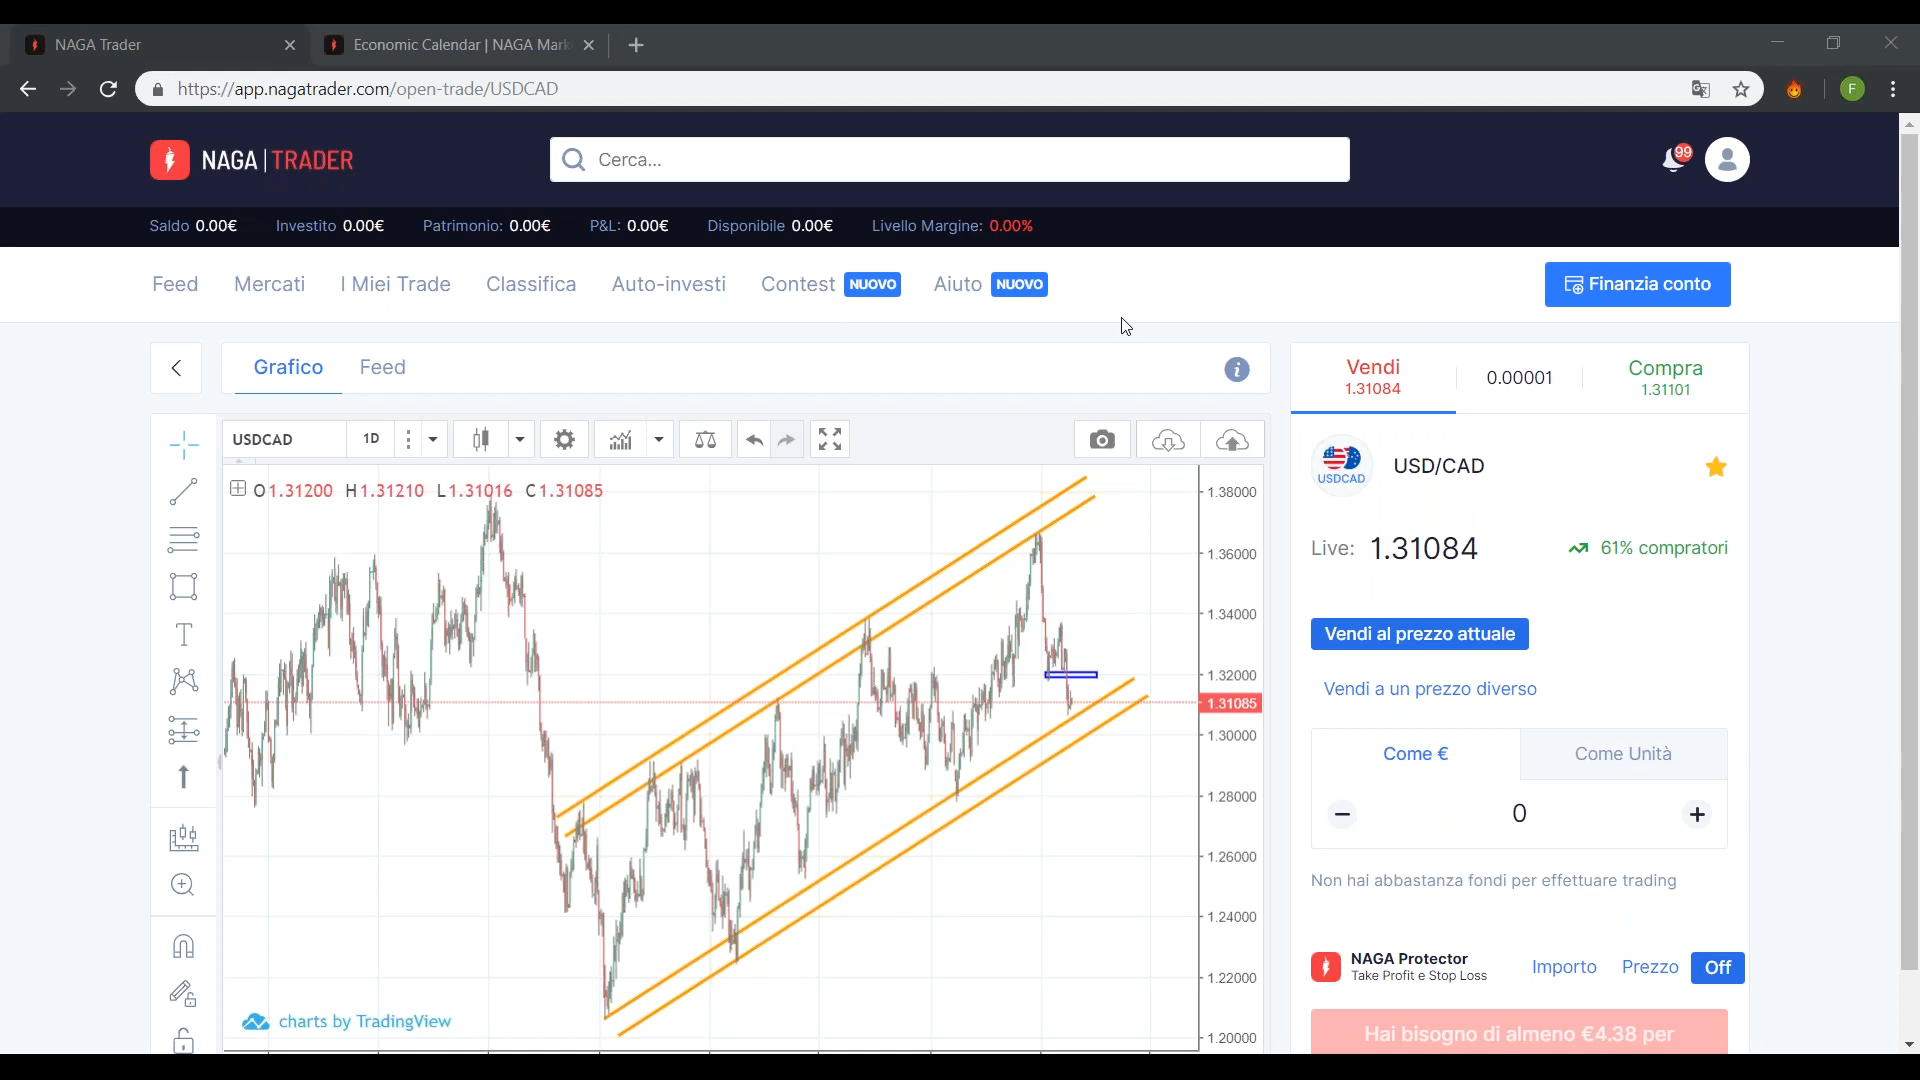 NAGA Trader
Economic Calendar | NAGA Mark
https://app.nagatrader.com/open-trade/USDCAD
F
NAGA | TRADER
Cerca...
99
Saldo 0.00€ Investito 0.00€ Patrimonio: 0.00€ P&L: 0.00€ Disponibile 0.00€ Livello Margine: 0.00%
Feed Mercati I Miei Trade Classifica Auto-investi Contest NUOVO Aiuto NUOVO
Finanzia conto
Grafico Feed
USDCAD 1D
O1.31200 H1.31210 L1.31016 C1.31085
1.38000
1.36000
1.34000
1.32000
1.31085
1.30000
1.28000
1.26000
1.24000
1.22000
1.20000
charts by TradingView
Vendi
1.31084
0.00001
Compra
1.31101
USDCAD
USD/CAD
Live: 1.31084
61% compratori
Vendi al prezzo attuale
Vendi a un prezzo diverso
Come € Come Unità
− 0 +
Non hai abbastanza fondi per effettuare trading
NAGA Protector
Take Profit e Stop Loss
Importo Prezzo Off
Hai bisogno di almeno €4.38 per